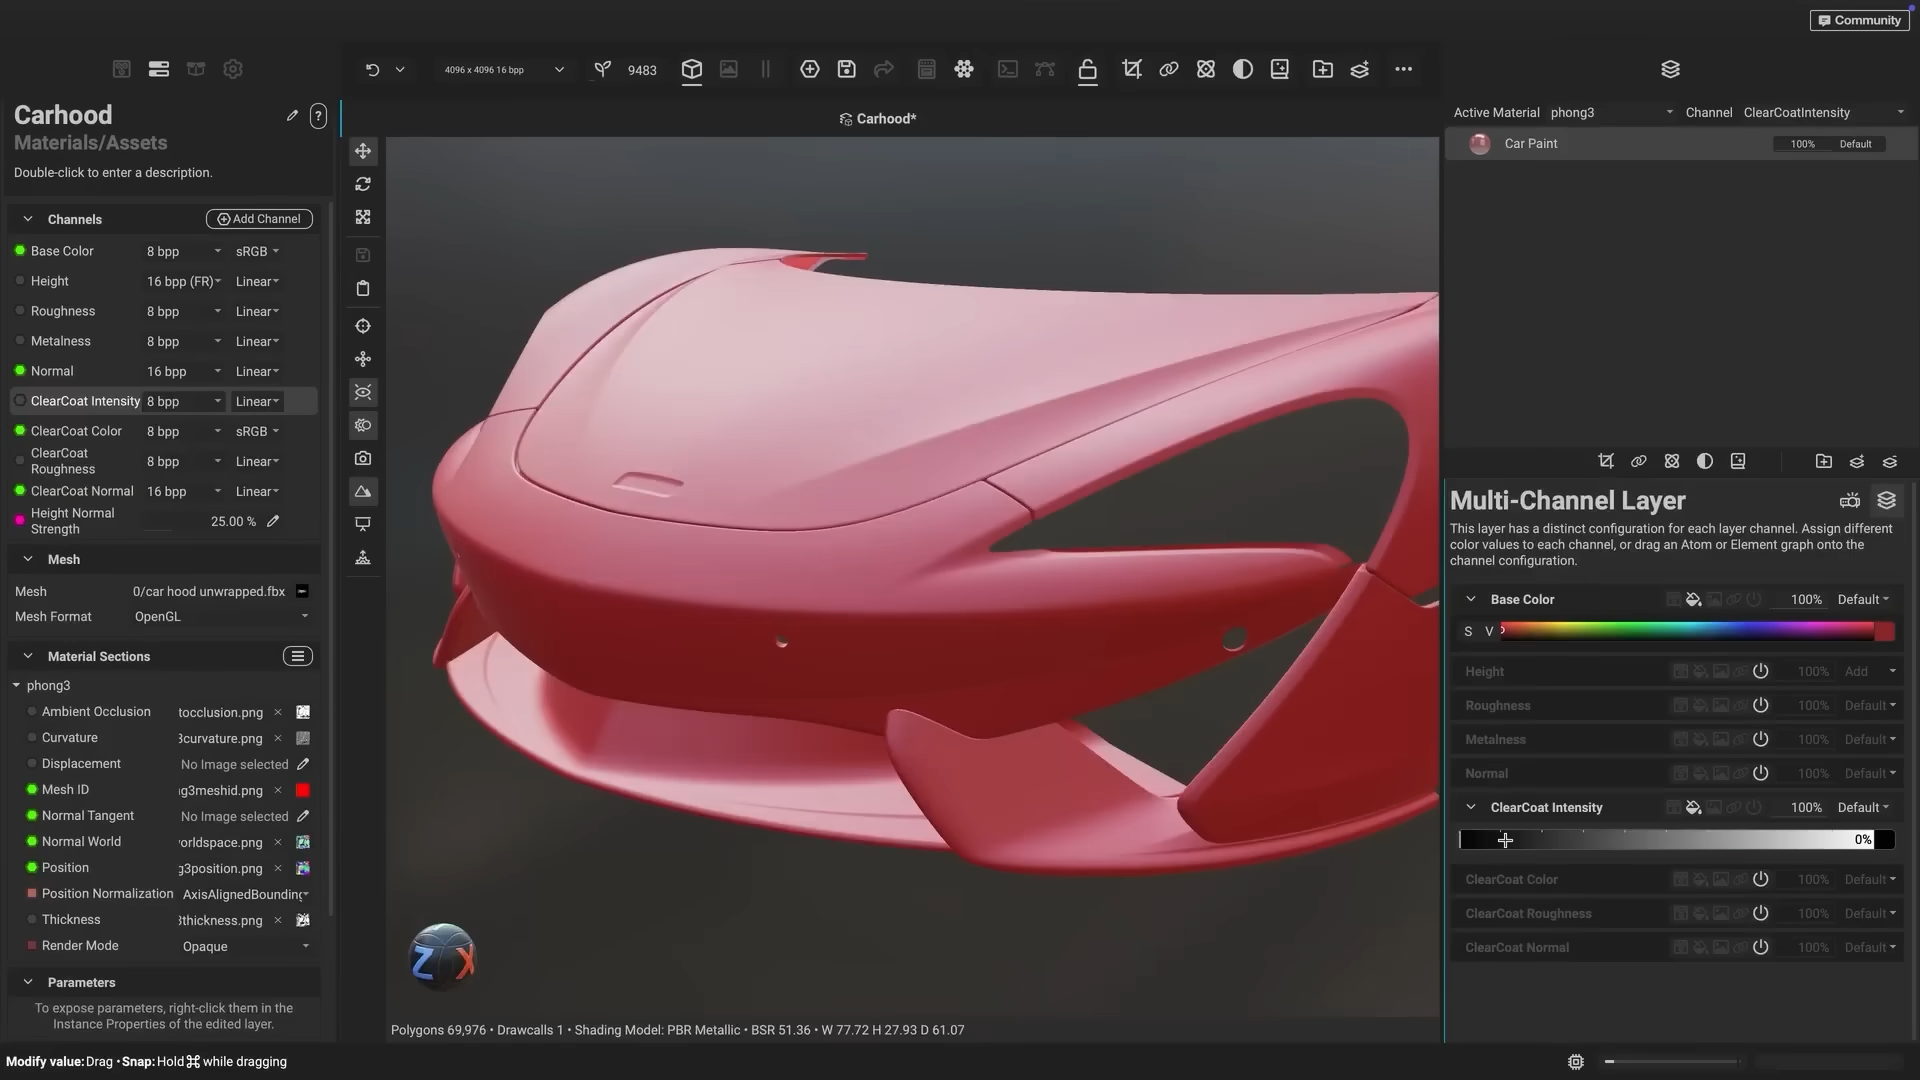 Community
4096 x 4096 16 bpp
9483
Carhood
?
Materials/Assets
Double-click to enter a description.
Channels
Add Channel
Base Color 8 bpp sRGB
Height 16 bpp (FR) Linear
Roughness 8 bpp Linear
Metalness 8 bpp Linear
Normal 16 bpp Linear
ClearCoat Intensity 8 bpp Linear
ClearCoat Color 8 bpp sRGB
ClearCoat Roughness 8 bpp Linear
ClearCoat Normal 16 bpp Linear
Height Normal Strength 25.00 %
Mesh
Mesh 0/car hood unwrapped.fbx
Mesh Format OpenGL
Material Sections
phong3
Ambient Occlusion tocclusion.png ×
Curvature 3curvature.png ×
Displacement No Image selected
Mesh ID g3meshid.png ×
Normal Tangent No Image selected
Normal World orldspace.png ×
Position g3position.png ×
Position Normalization AxisAlignedBounding
Thickness 3thickness.png ×
Render Mode Opaque
Parameters
To expose parameters, right-click them in the
Instance Properties of the edited layer.
Modify value: Drag • Snap: Hold ⌘ while dragging
Carhood*
Z X
Polygons 69,976 • Drawcalls 1 • Shading Model: PBR Metallic • BSR 51.36 • W 77.72 H 27.93 D 61.07
Active Material phong3 Channel ClearCoatIntensity
Car Paint 100% Default
Multi-Channel Layer
This layer has a distinct configuration for each layer channel. Assign different
color values to each channel, or drag an Atom or Element graph onto the
channel configuration.
Base Color 100% Default
S V
Height 100% Add
Roughness 100% Default
Metalness 100% Default
Normal 100% Default
ClearCoat Intensity 100% Default
0%
ClearCoat Color 100% Default
ClearCoat Roughness 100% Default
ClearCoat Normal 100% Default